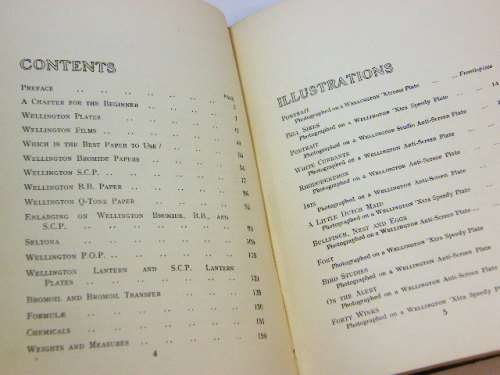 CONTENTS
PAGE
Preface .. .. .. ..
A Chapter for the Beginner .. ..
Wellington Plates .. .. ..
Wellington Films .. .. ..
Which is the Best Paper to Use? ..
Wellington Bromide Papers ..
Wellington S.C.P. .. ..
Wellington B.B. Paper ..
Wellington Q-Tone Paper ..
Enlarging on Wellington Bromide, B.B., and
S.C.P. .. .. ..
Seltona .. .. ..
Wellington P.O.P. .. ..
Wellington Lantern and S.C.P. Lantern
Plates .. .. ..
Bromoil and Bromoil Transfer ..
Formulæ .. .. ..
Chemicals .. .. ..
Weights and Measures .. ..
4
ILLUSTRATIONS
Portrait .. .. Frontispiece
Photographed on a Wellington Plate
Bill Sikes 14
Photographed on a Wellington 'Xtra Speedy Plate
Portrait
Photographed on a Wellington Studio Anti-Screen Plate
White Currants
Photographed on a Wellington Anti-Screen Plate
Rhododendron
Photographed on a Wellington Anti-Screen Plate
Iris
Photographed on a Wellington Anti-Screen Plate
A Little Dutch Maid
Photographed on a Wellington Anti-Screen Plate
Bullfinch, Nest and Eggs
Photographed on a Wellington Anti-Screen Plate
Fort
Photographed on a Wellington 'Xtra Speedy Plate
Bird Studies
Photographed on a Wellington Anti-Screen Plate
On the Alert
Photographed on a Wellington Anti-Screen Plate
Forty Winks
Photographed on a Wellington 'Xtra Speedy Plate
5